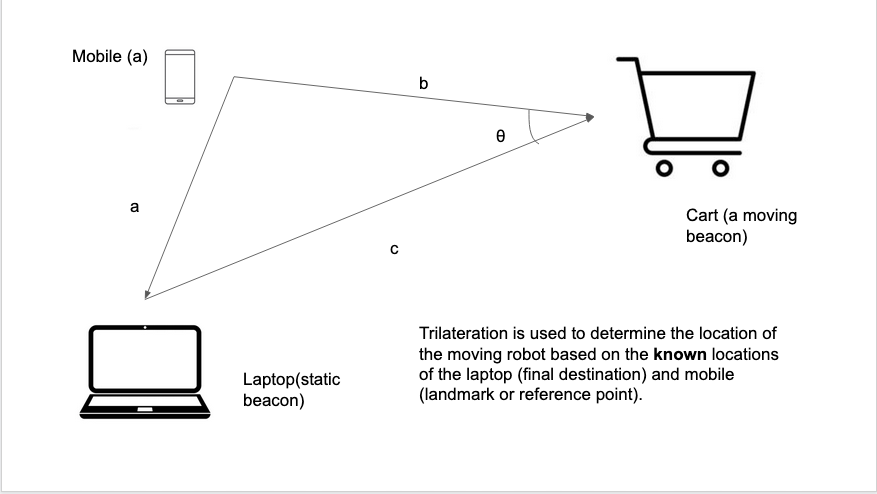 Mobile (a)
b
θ
a
Cart (a moving
beacon)
c
Trilateration is used to determine the location of
the moving robot based on the known locations
of the laptop (final destination) and mobile
(landmark or reference point).
Laptop(static
beacon)